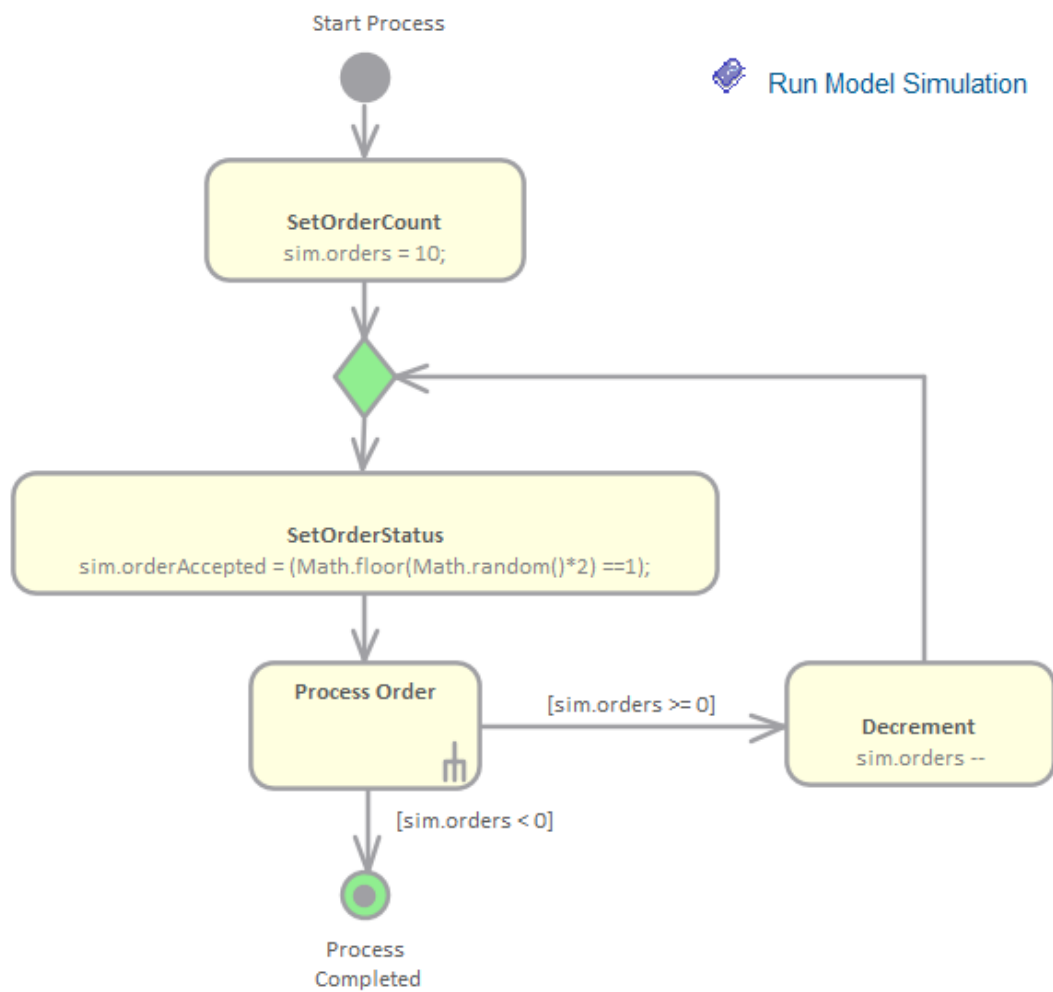 Start Process
Run Model Simulation
SetOrderCount
sim.orders = 10;
SetOrderStatus
sim.orderAccepted = (Math.floor(Math.random()*2) ==1);
Process Order
[sim.orders >= 0]
Decrement
sim.orders --
[sim.orders < 0]
Process
Completed